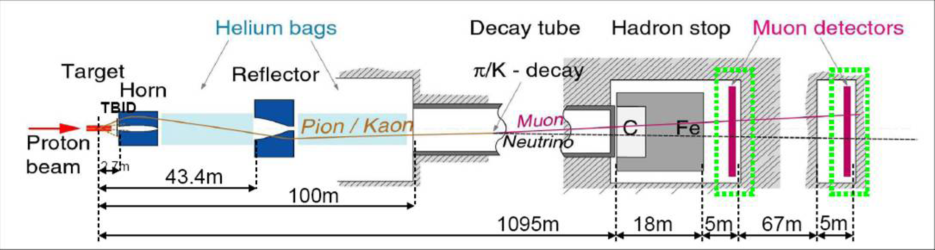 Helium bags
Decay tube
Hadron stop
Muon detectors
Target
Horn
Reflector
TBID
π/K - decay
Proton
beam
Pion / Kaon
Muon
Neutrino
C
Fe
2.7m
43.4m
100m
1095m
18m
5m
67m
5m